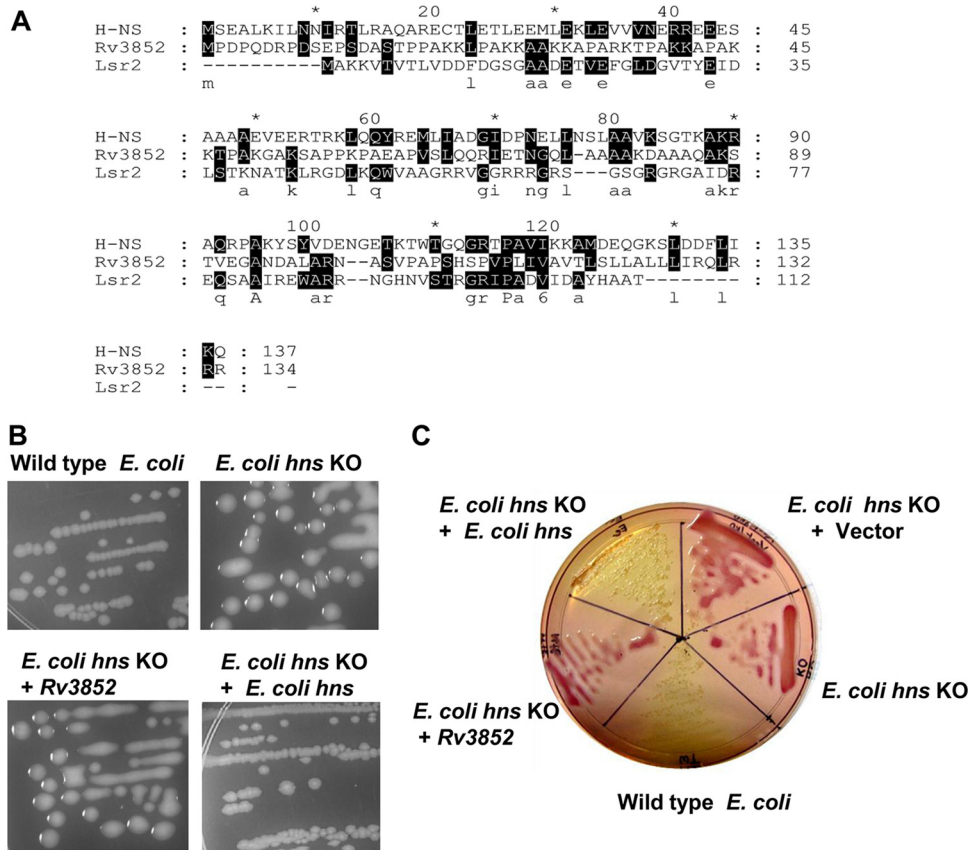 A
* 20 * 40
H-NS : MSEALKILNNIRTLRAQARECTLETLEEMLEKLEVVVNERREEES : 45
Rv3852 : MPDPQDRPDSEPSDASTPPAKKLPAKKAAKKAPARKTPAKKAPAK : 45
Lsr2 : ----------MAKKVTVTLVDDFDGSGAADETVEFGLDGVTYEID : 35
m l aa e e e
* 60 * 80 *
H-NS : AAAAEVEERTRKLQQYREMLIADGIDPNELLNSLAAVKSGTKAKR : 90
Rv3852 : KTPAKGAKSAPPKPAEAPVSLQQRIETNGQL-AAAAKDAAAQAKS : 89
Lsr2 : LSTKNATKLRGDLKQWVAAGRRVGGRRRGRS---GSGRGRGAIDR : 77
a k l q gi ng l aa akr
100 * 120 *
H-NS : AQRPAKYSYVDENGETKTWTGQGRTPAVIKKAMDEQGKSLDDFLI : 135
Rv3852 : TVEGANDALARN--ASVPAPSHSPVPLIVAVTLSLLALLLIRQLR : 132
Lsr2 : EQSAAIREWARR--NGHNVSTRGRIPADVIDAYHAAT-------- : 112
q A ar gr Pa 6 a l l
H-NS : KQ : 137
Rv3852 : RR : 134
Lsr2 : -- : -
B
Wild type E. coli
E. coli hns KO
E. coli hns KO + Rv3852
E. coli hns KO + E. coli hns
C
E. coli hns KO + E. coli hns
E. coli hns KO + Vector
E. coli hns KO + Rv3852
E. coli hns KO
Wild type E. coli
KO